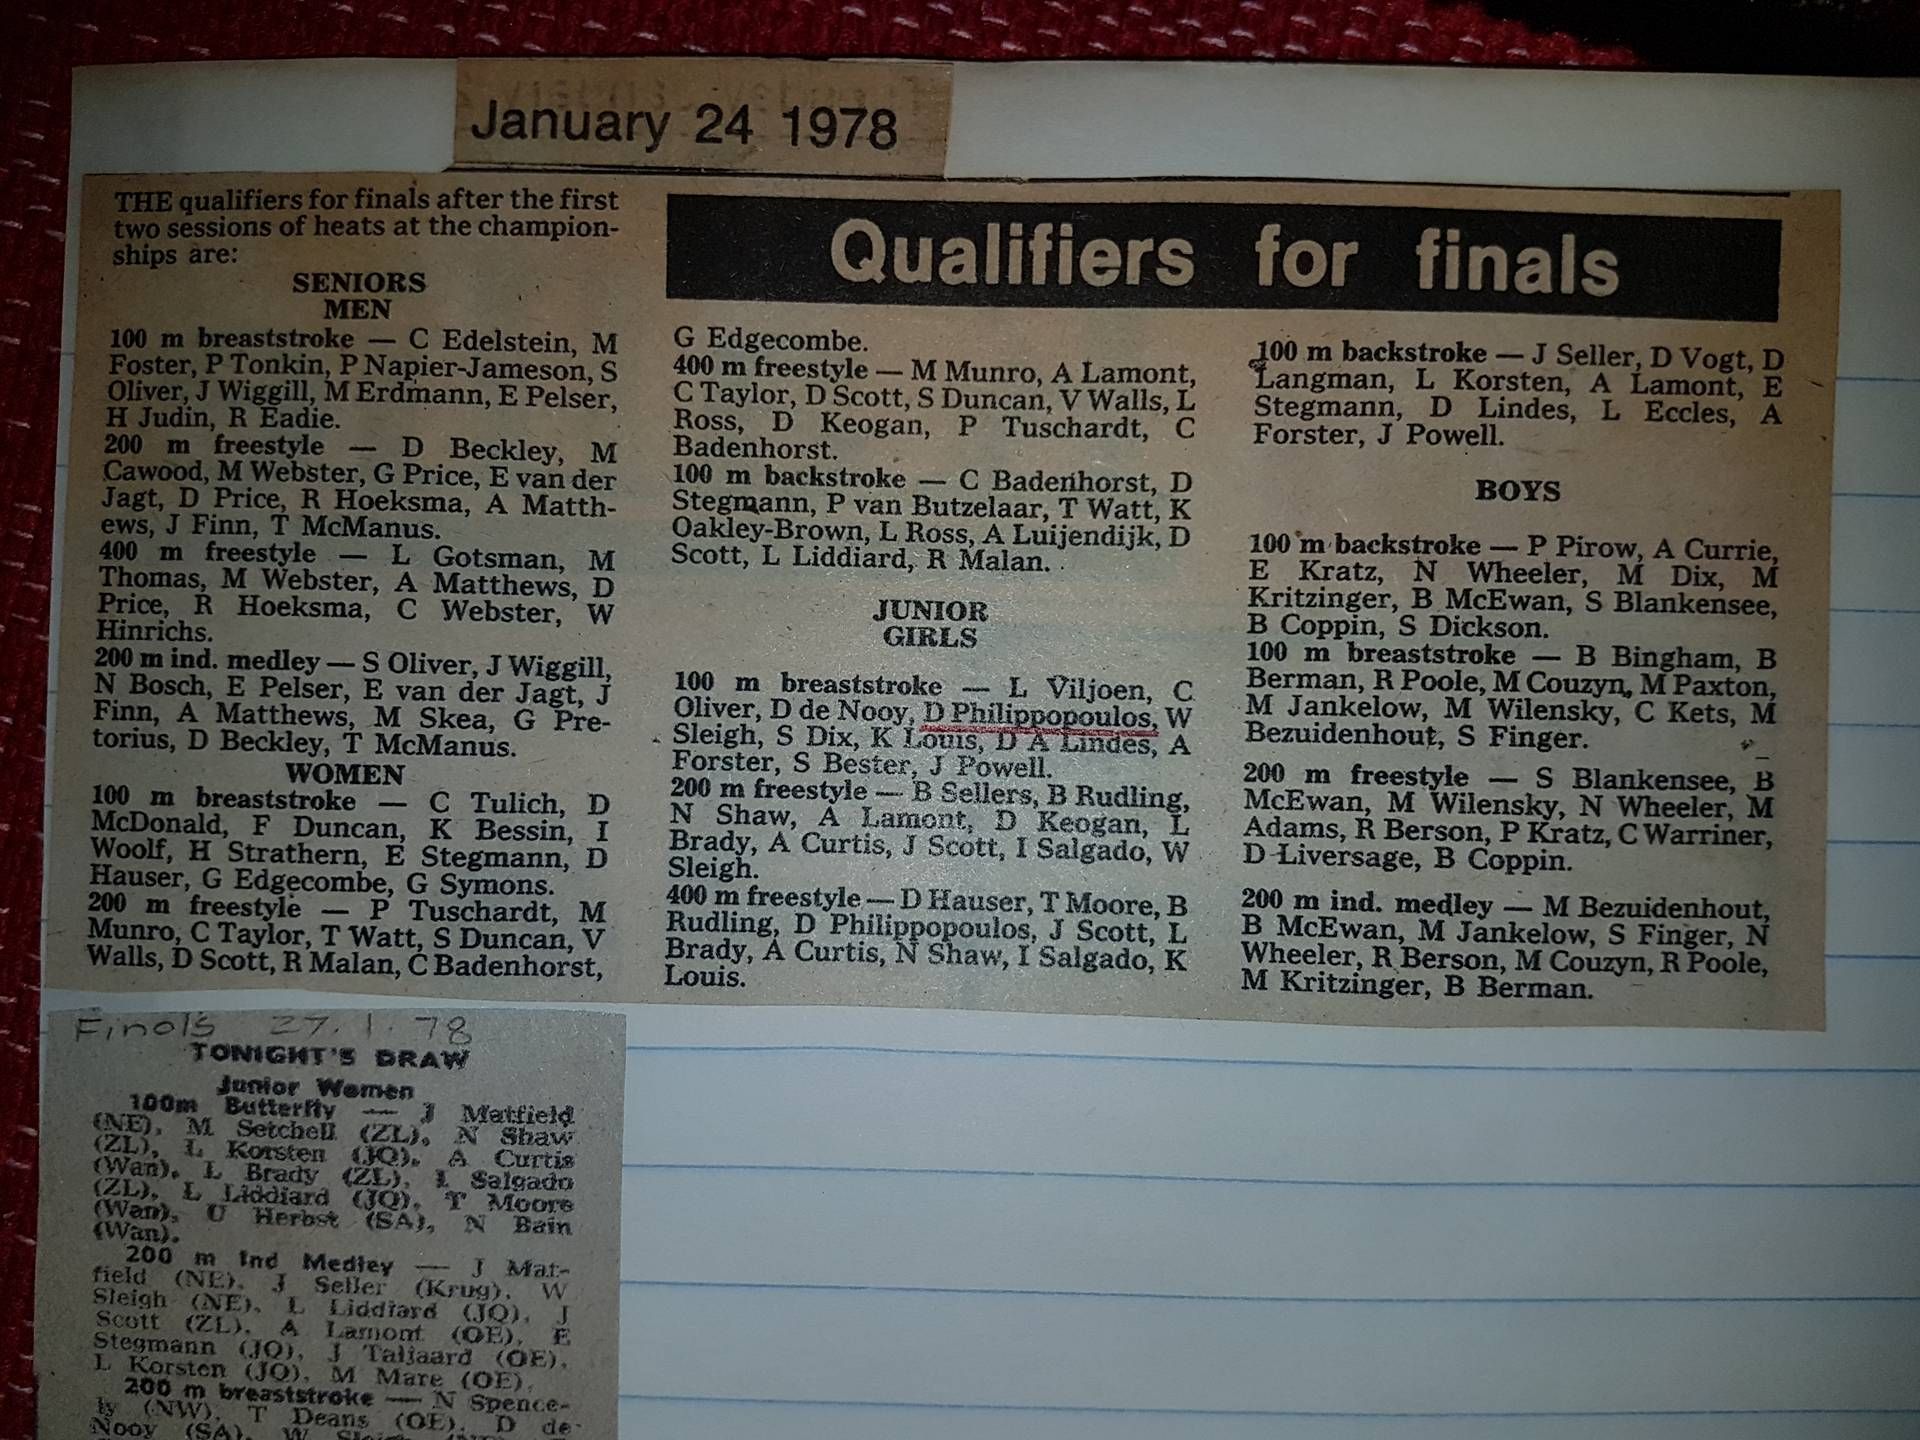 January 24 1978
THE qualifiers for finals after the first
two sessions of heats at the champion-
ships are:
SENIORS
MEN
100 m breaststroke — C Edelstein, M
Foster, P Tonkin, P Napier-Jameson, S
Oliver, J Wiggill, M Erdmann, E Pelser,
H Judin, R Eadie.
200 m freestyle — D Beckley, M
Cawood, M Webster, G Price, E van der
Jagt, D Price, R Hoeksma, A Matth-
ews, J Finn, T McManus.
400 m freestyle — L Gotsman, M
Thomas, M Webster, A Matthews, D
Price, R Hoeksma, C Webster, W
Hinrichs.
200 m ind. medley — S Oliver, J Wiggill,
N Bosch, E Pelser, E van der Jagt, J
Finn, A Matthews, M Skea, G Pre-
torius, D Beckley, T McManus.
WOMEN
100 m breaststroke — C Tulich, D
McDonald, F Duncan, K Bessin, I
Woolf, H Strathern, E Stegmann, D
Hauser, G Edgecombe, G Symons.
200 m freestyle — P Tuschardt, M
Munro, C Taylor, T Watt, S Duncan, V
Walls, D Scott, R Malan, C Badenhorst,
Qualifiers for finals
G Edgecombe.
400 m freestyle — M Munro, A Lamont,
C Taylor, D Scott, S Duncan, V Walls, L
Ross, D Keogan, P Tuschardt, C
Badenhorst.
100 m backstroke — C Badenhorst, D
Stegmann, P van Butzelaar, T Watt, K
Oakley-Brown, L Ross, A Luijendijk, D
Scott, L Liddiard, R Malan.
JUNIOR
GIRLS
100 m breaststroke — L Viljoen, C
Oliver, D de Nooy, D Philippopoulos, W
Sleigh, S Dix, K Louis, D A Lindes, A
Forster, S Bester, J Powell.
200 m freestyle — B Sellers, B Rudling,
N Shaw, A Lamont, D Keogan, L
Brady, A Curtis, J Scott, I Salgado, W
Sleigh.
400 m freestyle — D Hauser, T Moore, B
Rudling, D Philippopoulos, J Scott, L
Brady, A Curtis, N Shaw, I Salgado, K
Louis.
100 m backstroke — J Seller, D Vogt, D
Langman, L Korsten, A Lamont, E
Stegmann, D Lindes, L Eccles, A
Forster, J Powell.
BOYS
100 m backstroke — P Pirow, A Currie,
E Kratz, N Wheeler, M Dix, M
Kritzinger, B McEwan, S Blankensee,
B Coppin, S Dickson.
100 m breaststroke — B Bingham, B
Berman, R Poole, M Couzyn, M Paxton,
M Jankelow, M Wilensky, C Kets, M
Bezuidenhout, S Finger.
200 m freestyle — S Blankensee, B
McEwan, M Wilensky, N Wheeler, M
Adams, R Berson, P Kratz, C Warriner,
D Liversage, B Coppin.
200 m ind. medley — M Bezuidenhout,
B McEwan, M Jankelow, S Finger, N
Wheeler, R Berson, M Couzyn, R Poole,
M Kritzinger, B Berman.
Finals 27.1.78
TONIGHT'S DRAW
Junior Women
100m Butterfly — J Matfield
(NE), M Setchell (ZL), N Shaw
(ZL), L Korsten (JQ), A Curtis
(Wan), L Brady (ZL), I Salgado
(ZL), L Liddiard (JQ), T Moore
(Wan), U Herbst (SA), N Bain
(Wan).
200 m Ind Medley — J Mat-
field (NE), J Seller (Krug), W
Sleigh (NE), L Liddiard (JQ), J
Scott (ZL), A Lamont (OE), E
Stegmann (JQ), J Taljaard (OE),
L Korsten (JQ), M Mare (OE),
200 m breaststroke — N Spence-
ly (NW), T Deans (OE), D de-
Nooy (SA), W